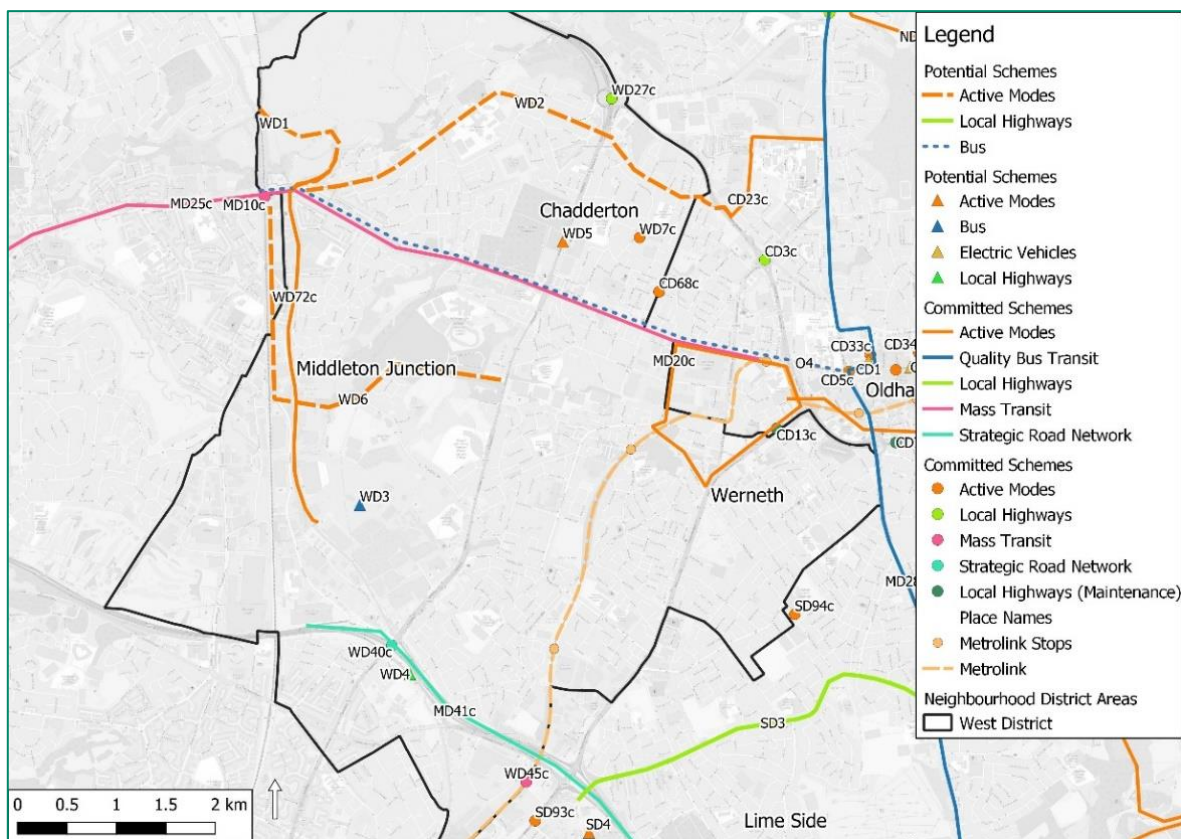 ND
WD27c
WD2
WD1
CD23c
MD25c
MD10c
Chadderton
WD5
WD7c
CD3c
CD68c
WD72c
Middleton Junction
WD6
MD20c
O4
CD33c
CD34
CD5c
CD1
Oldha
CD13c
CD
Werneth
WD3
MD28
SD94c
WD40c
WD4
MD41c
SD3
WD45c
SD93c
SD4
Lime Side
0 0.5 1 2 km
Legend
Potential Schemes
Active Modes
Local Highways
Bus
Potential Schemes
Active Modes
Bus
Electric Vehicles
Local Highways
Committed Schemes
Active Modes
Quality Bus Transit
Local Highways
Mass Transit
Strategic Road Network
Committed Schemes
Active Modes
Local Highways
Mass Transit
Strategic Road Network
Local Highways (Maintenance)
Place Names
Metrolink Stops
Metrolink
Neighbourhood District Areas
West District